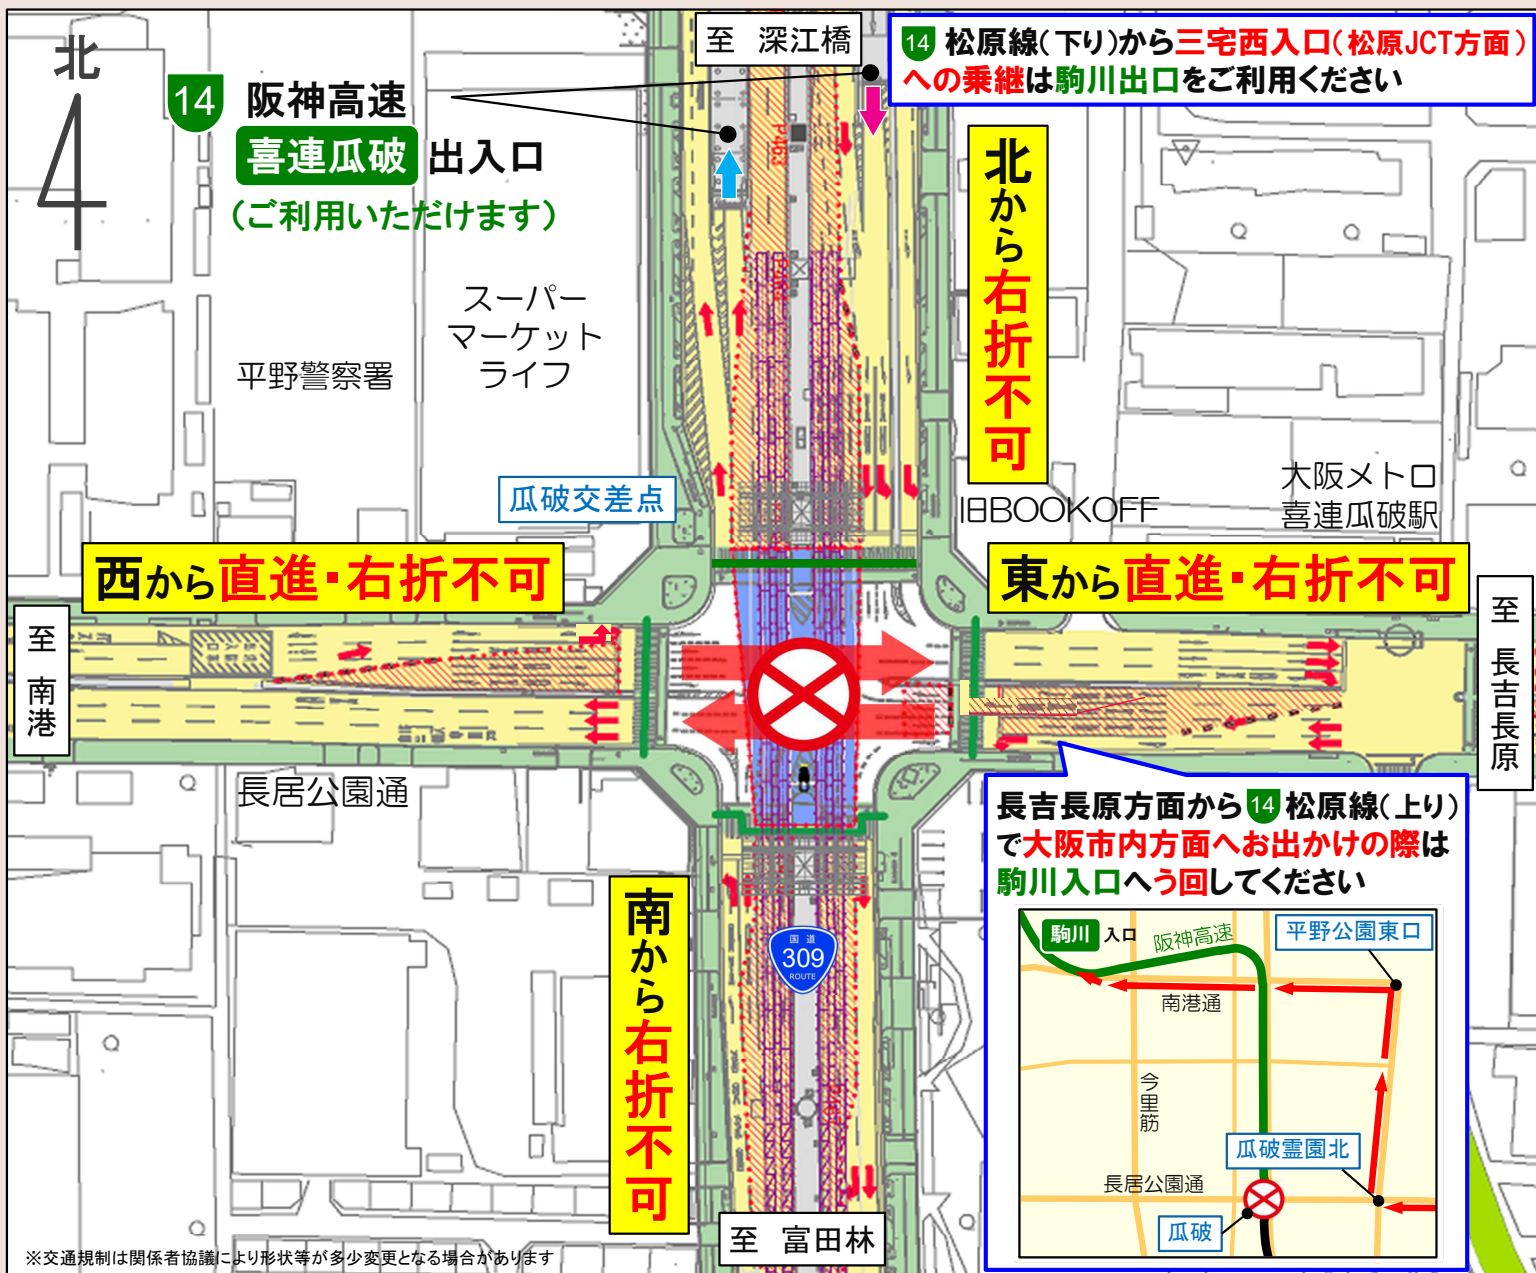 北
14 阪神高速
喜連瓜破 出入口
(ご利用いただけます)
至 深江橋
14 松原線(下り)から三宅西入口(松原JCT方面)
への乗継は駒川出口をご利用ください
北から右折不可
スーパー
マーケット
ライフ
平野警察署
瓜破交差点
旧BOOKOFF
大阪メトロ
喜連瓜破駅
西から直進・右折不可
東から直進・右折不可
至 南港
至 長吉長原
長居公園通
南から右折不可
国道
309
ROUTE
長吉長原方面から 14 松原線(上り)
で大阪市内方面へお出かけの際は
駒川入口へう回してください
駒川 入口
阪神高速
平野公園東口
南港通
今里筋
瓜破霊園北
長居公園通
瓜破
至 富田林
※交通規制は関係者協議により形状等が多少変更となる場合があります